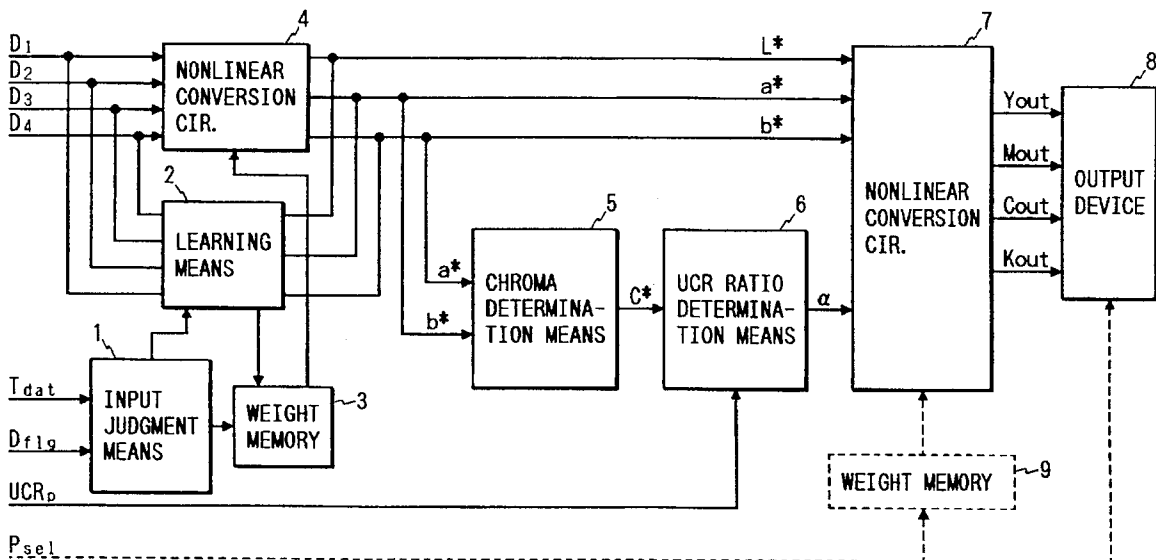 4
D1
D2
D3
D4
NONLINEAR
CONVERSION
CIR.
L*
a*
b*
7
NONLINEAR
CONVERSION
CIR.
8
Yout
Mout
Cout
Kout
OUTPUT
DEVICE
2
LEARNING
MEANS
5
a*
b*
CHROMA
DETERMINA-
TION MEANS
C*
6
UCR RATIO
DETERMINA-
TION MEANS
α
1
Tdat
Dflg
INPUT
JUDGMENT
MEANS
WEIGHT
MEMORY
3
UCRp
WEIGHT MEMORY
9
Psel